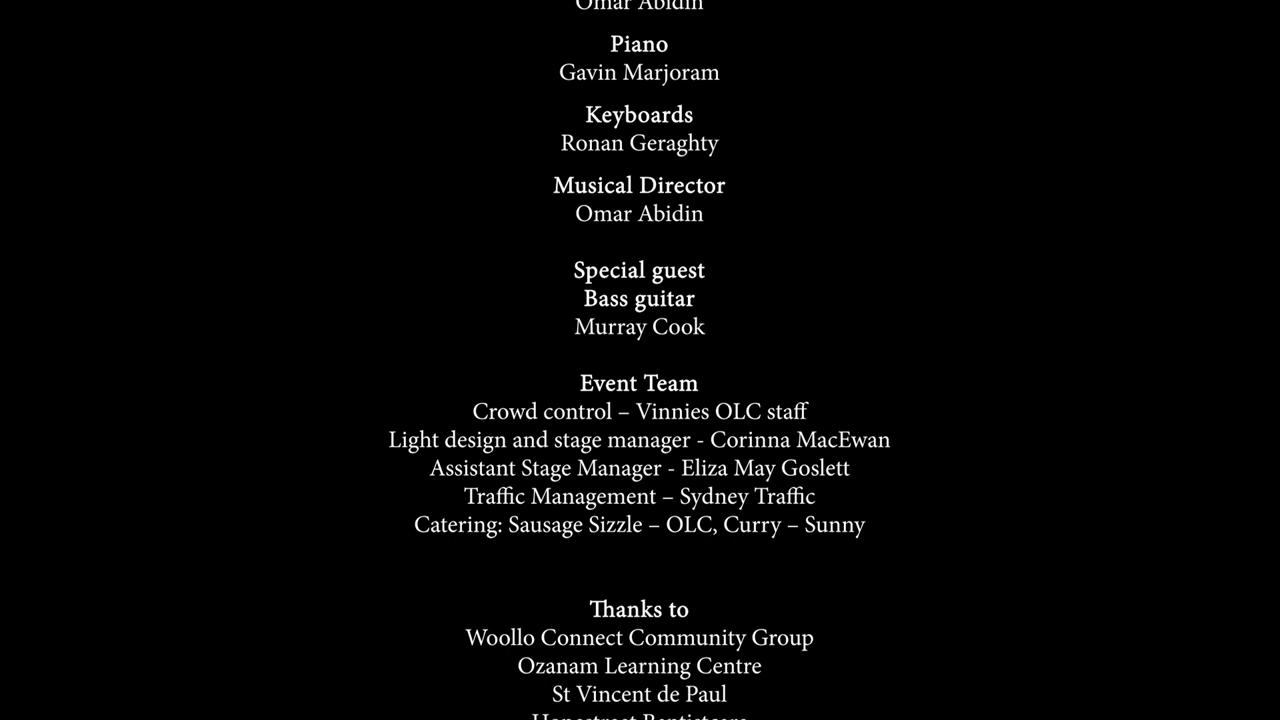 Omar Abidin
Piano
Gavin Marjoram
Keyboards
Ronan Geraghty
Musical Director
Omar Abidin
Special guest
Bass guitar
Murray Cook
Event Team
Crowd control – Vinnies OLC staff
Light design and stage manager - Corinna MacEwan
Assistant Stage Manager - Eliza May Goslett
Traffic Management – Sydney Traffic
Catering: Sausage Sizzle – OLC, Curry – Sunny
Thanks to
Woollo Connect Community Group
Ozanam Learning Centre
St Vincent de Paul